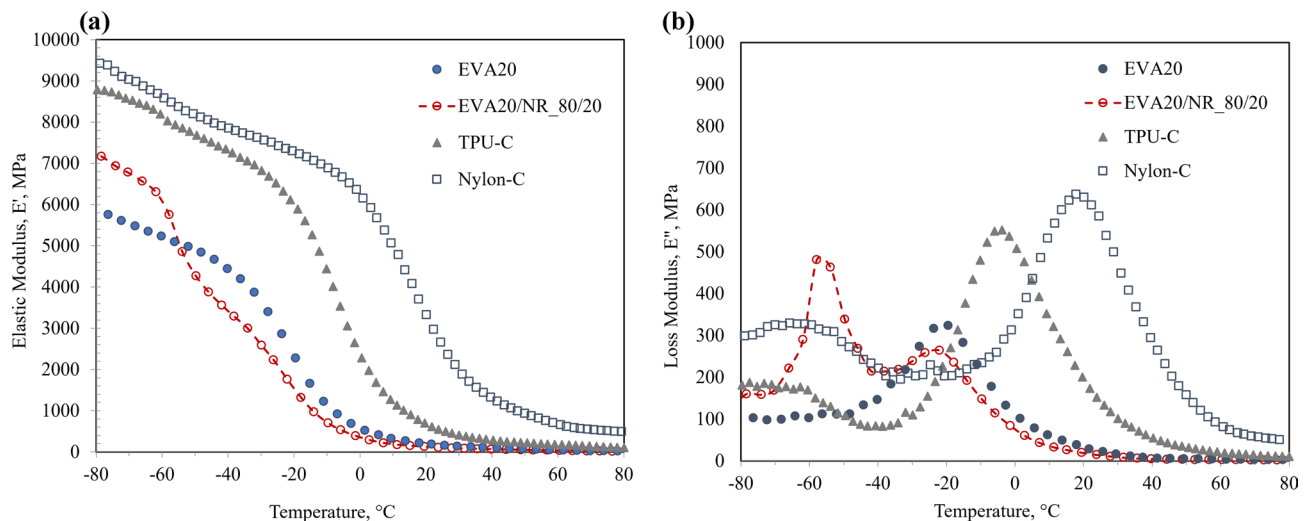 (a)
10000
9000
8000
7000
6000
5000
4000
3000
2000
1000
0
-80 -60 -40 -20 0 20 40 60 80
Elastic Modulus, E', MPa
Temperature, °C
EVA20
EVA20/NR_80/20
TPU-C
Nylon-C
(b)
1000
900
800
700
600
500
400
300
200
100
0
-80 -60 -40 -20 0 20 40 60 80
Loss Modulus, E", MPa
Temperature, °C
EVA20
EVA20/NR_80/20
TPU-C
Nylon-C